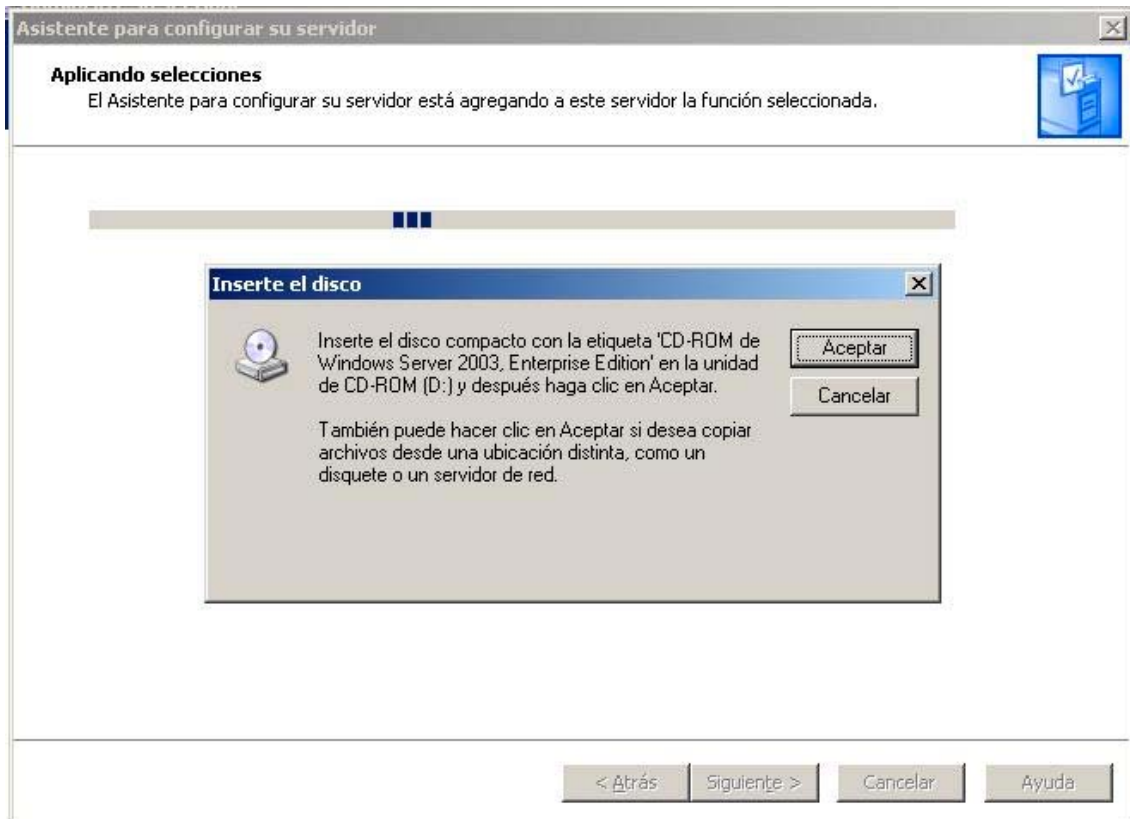 Asistente para configurar su servidor
Aplicando selecciones
El Asistente para configurar su servidor está agregando a este servidor la función seleccionada.
Inserte el disco
Inserte el disco compacto con la etiqueta 'CD-ROM de
Windows Server 2003, Enterprise Edition' en la unidad
de CD-ROM (D:) y después haga clic en Aceptar.
También puede hacer clic en Aceptar si desea copiar
archivos desde una ubicación distinta, como un
disquete o un servidor de red.
Aceptar
Cancelar
< Atrás
Siguiente >
Cancelar
Ayuda